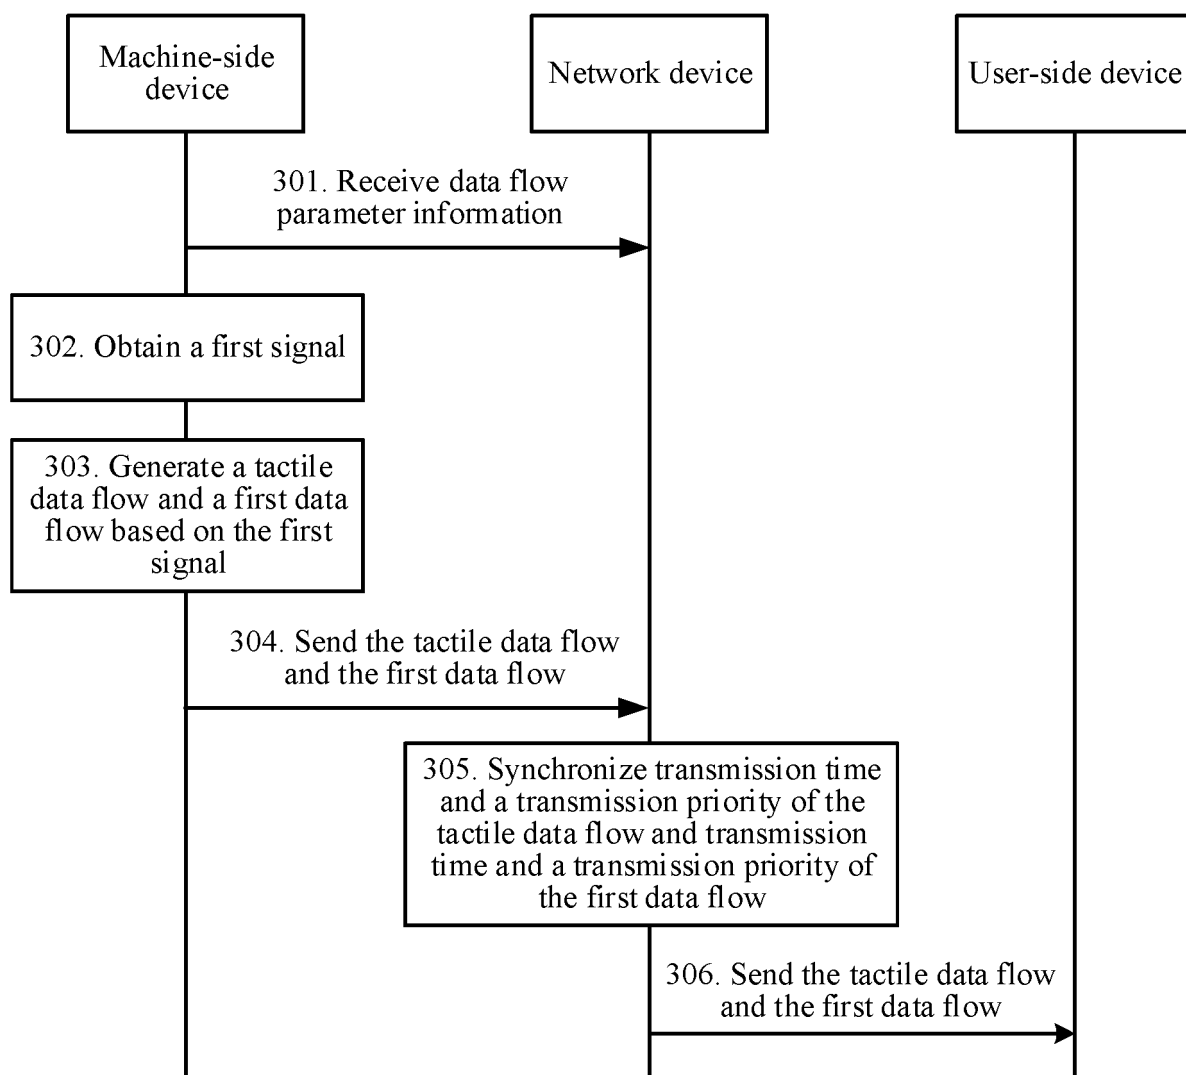 Machine-side
device
Network device
User-side device
301. Receive data flow
parameter information
302. Obtain a first signal
303. Generate a tactile
data flow and a first data
flow based on the first
signal
304. Send the tactile data flow
and the first data flow
305. Synchronize transmission time
and a transmission priority of the
tactile data flow and transmission
time and a transmission priority of
the first data flow
306. Send the tactile data flow
and the first data flow